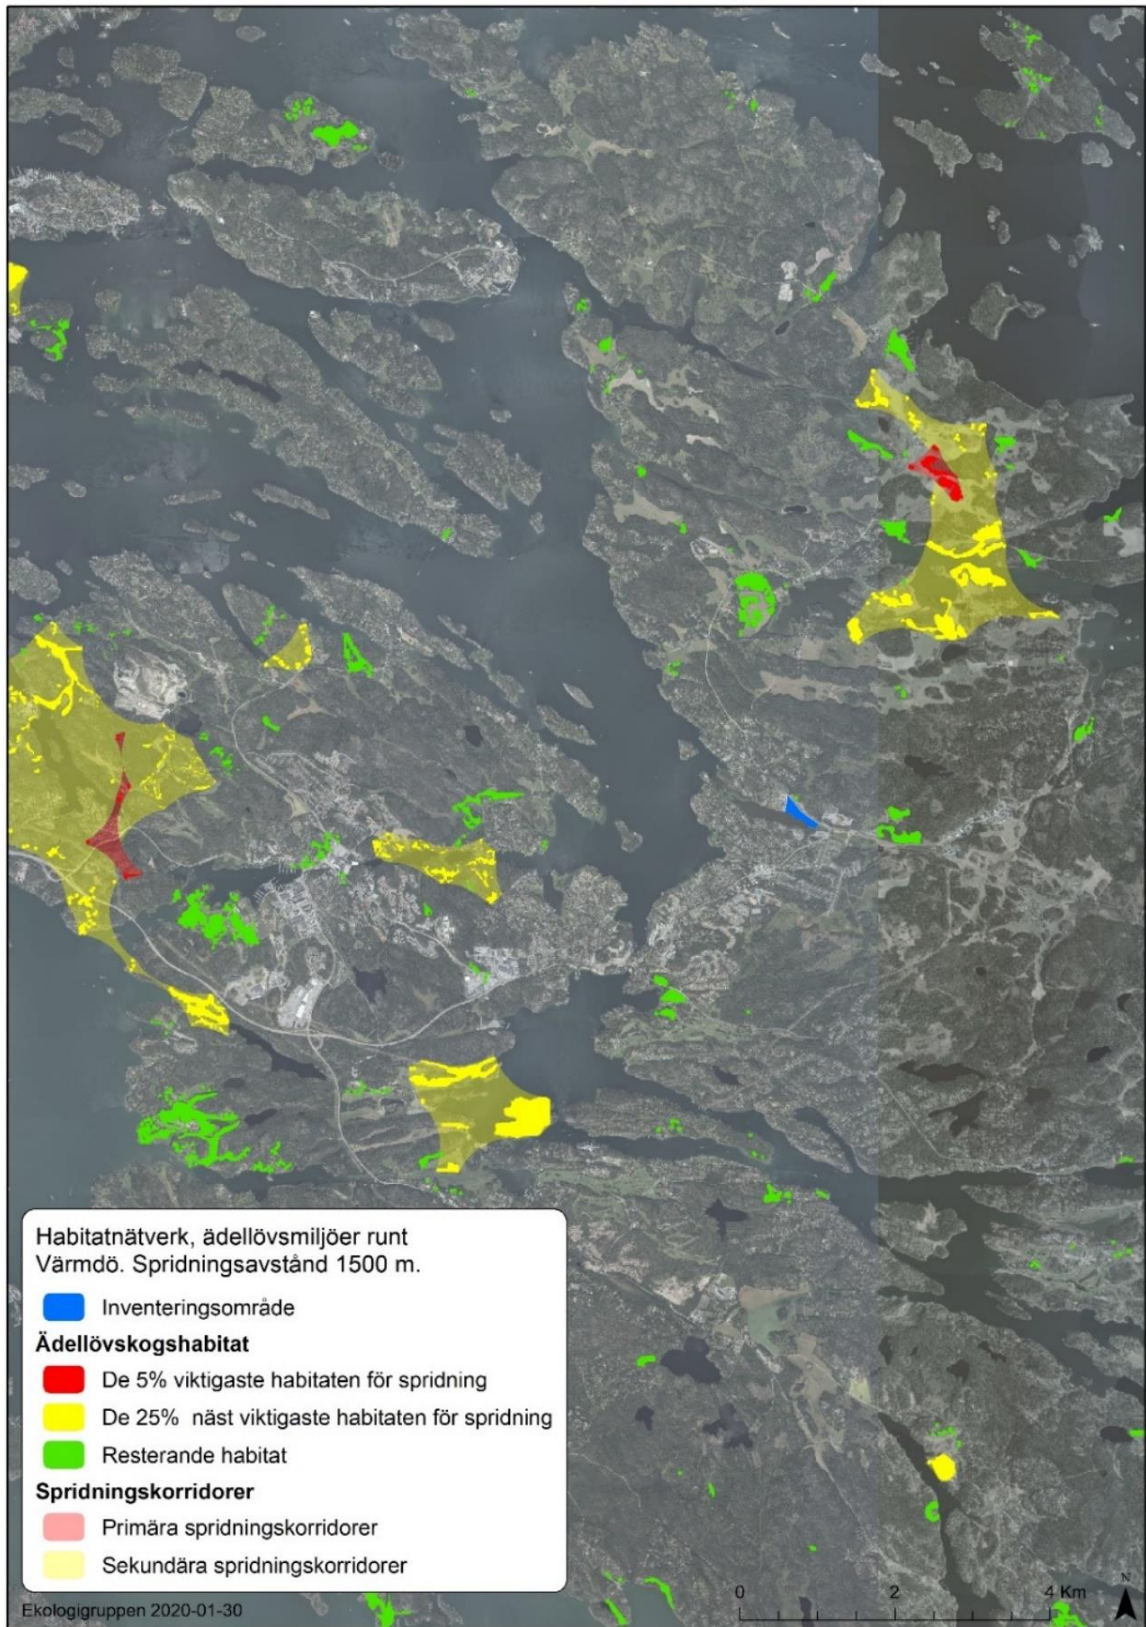 Habitatnätverk, ädellövsmiljöer runt
Värmdö. Spridningsavstånd 1500 m.
Inventeringsområde
Ädellövskogshabitat
De 5% viktigaste habitaten för spridning
De 25% näst viktigaste habitaten för spridning
Resterande habitat
Spridningskorridorer
Primära spridningskorridorer
Sekundära spridningskorridorer
Ekologigruppen 2020-01-30
0 2 4 Km
N